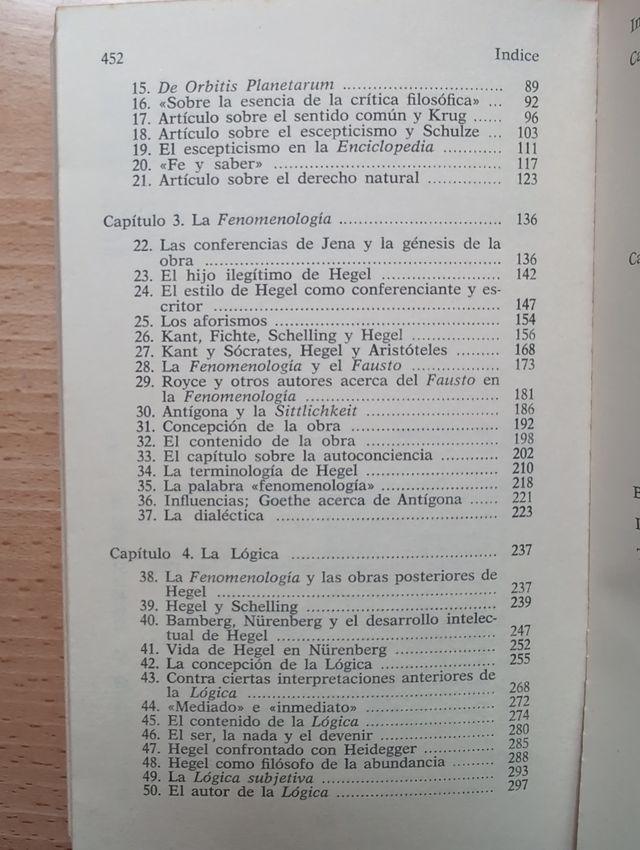 452 Indice
15. De Orbitis Planetarum ................................ 89
16. «Sobre la esencia de la crítica filosófica» ... 92
17. Artículo sobre el sentido común y Krug ...... 96
18. Artículo sobre el escepticismo y Schulze ... 103
19. El escepticismo en la Enciclopedia ............ 111
20. «Fe y saber» ............................................. 117
21. Artículo sobre el derecho natural .............. 123
Capítulo 3. La Fenomenología ................................. 136
22. Las conferencias de Jena y la génesis de la
obra ........................................................... 136
23. El hijo ilegítimo de Hegel ........................ 142
24. El estilo de Hegel como conferenciante y es-
critor ......................................................... 147
25. Los aforismos ............................................. 154
26. Kant, Fichte, Schelling y Hegel .................. 156
27. Kant y Sócrates, Hegel y Aristóteles ......... 168
28. La Fenomenología y el Fausto .................. 173
29. Royce y otros autores acerca del Fausto en
la Fenomenología ....................................... 181
30. Antígona y la Sittlichkeit .......................... 186
31. Concepción de la obra ............................... 192
32. El contenido de la obra ............................ 198
33. El capítulo sobre la autoconciencia ............ 202
34. La terminología de Hegel .......................... 210
35. La palabra «fenomenología» ...................... 218
36. Influencias; Goethe acerca de Antígona ...... 221
37. La dialéctica ............................................. 223
Capítulo 4. La Lógica ............................................. 237
38. La Fenomenología y las obras posteriores de
Hegel ......................................................... 237
39. Hegel y Schelling ...................................... 239
40. Bamberg, Nürenberg y el desarrollo intelec-
tual de Hegel ............................................ 247
41. Vida de Hegel en Nürenberg .................... 252
42. La concepción de la Lógica ...................... 255
43. Contra ciertas interpretaciones anteriores de
la Lógica ................................................... 268
44. «Mediado» e «inmediato» .......................... 272
45. El contenido de la Lógica ......................... 274
46. El ser, la nada y el devenir ...................... 280
47. Hegel confrontado con Heidegger .............. 285
48. Hegel como filósofo de la abundancia ......... 288
49. La Lógica subjetiva .................................. 293
50. El autor de la Lógica ................................ 297